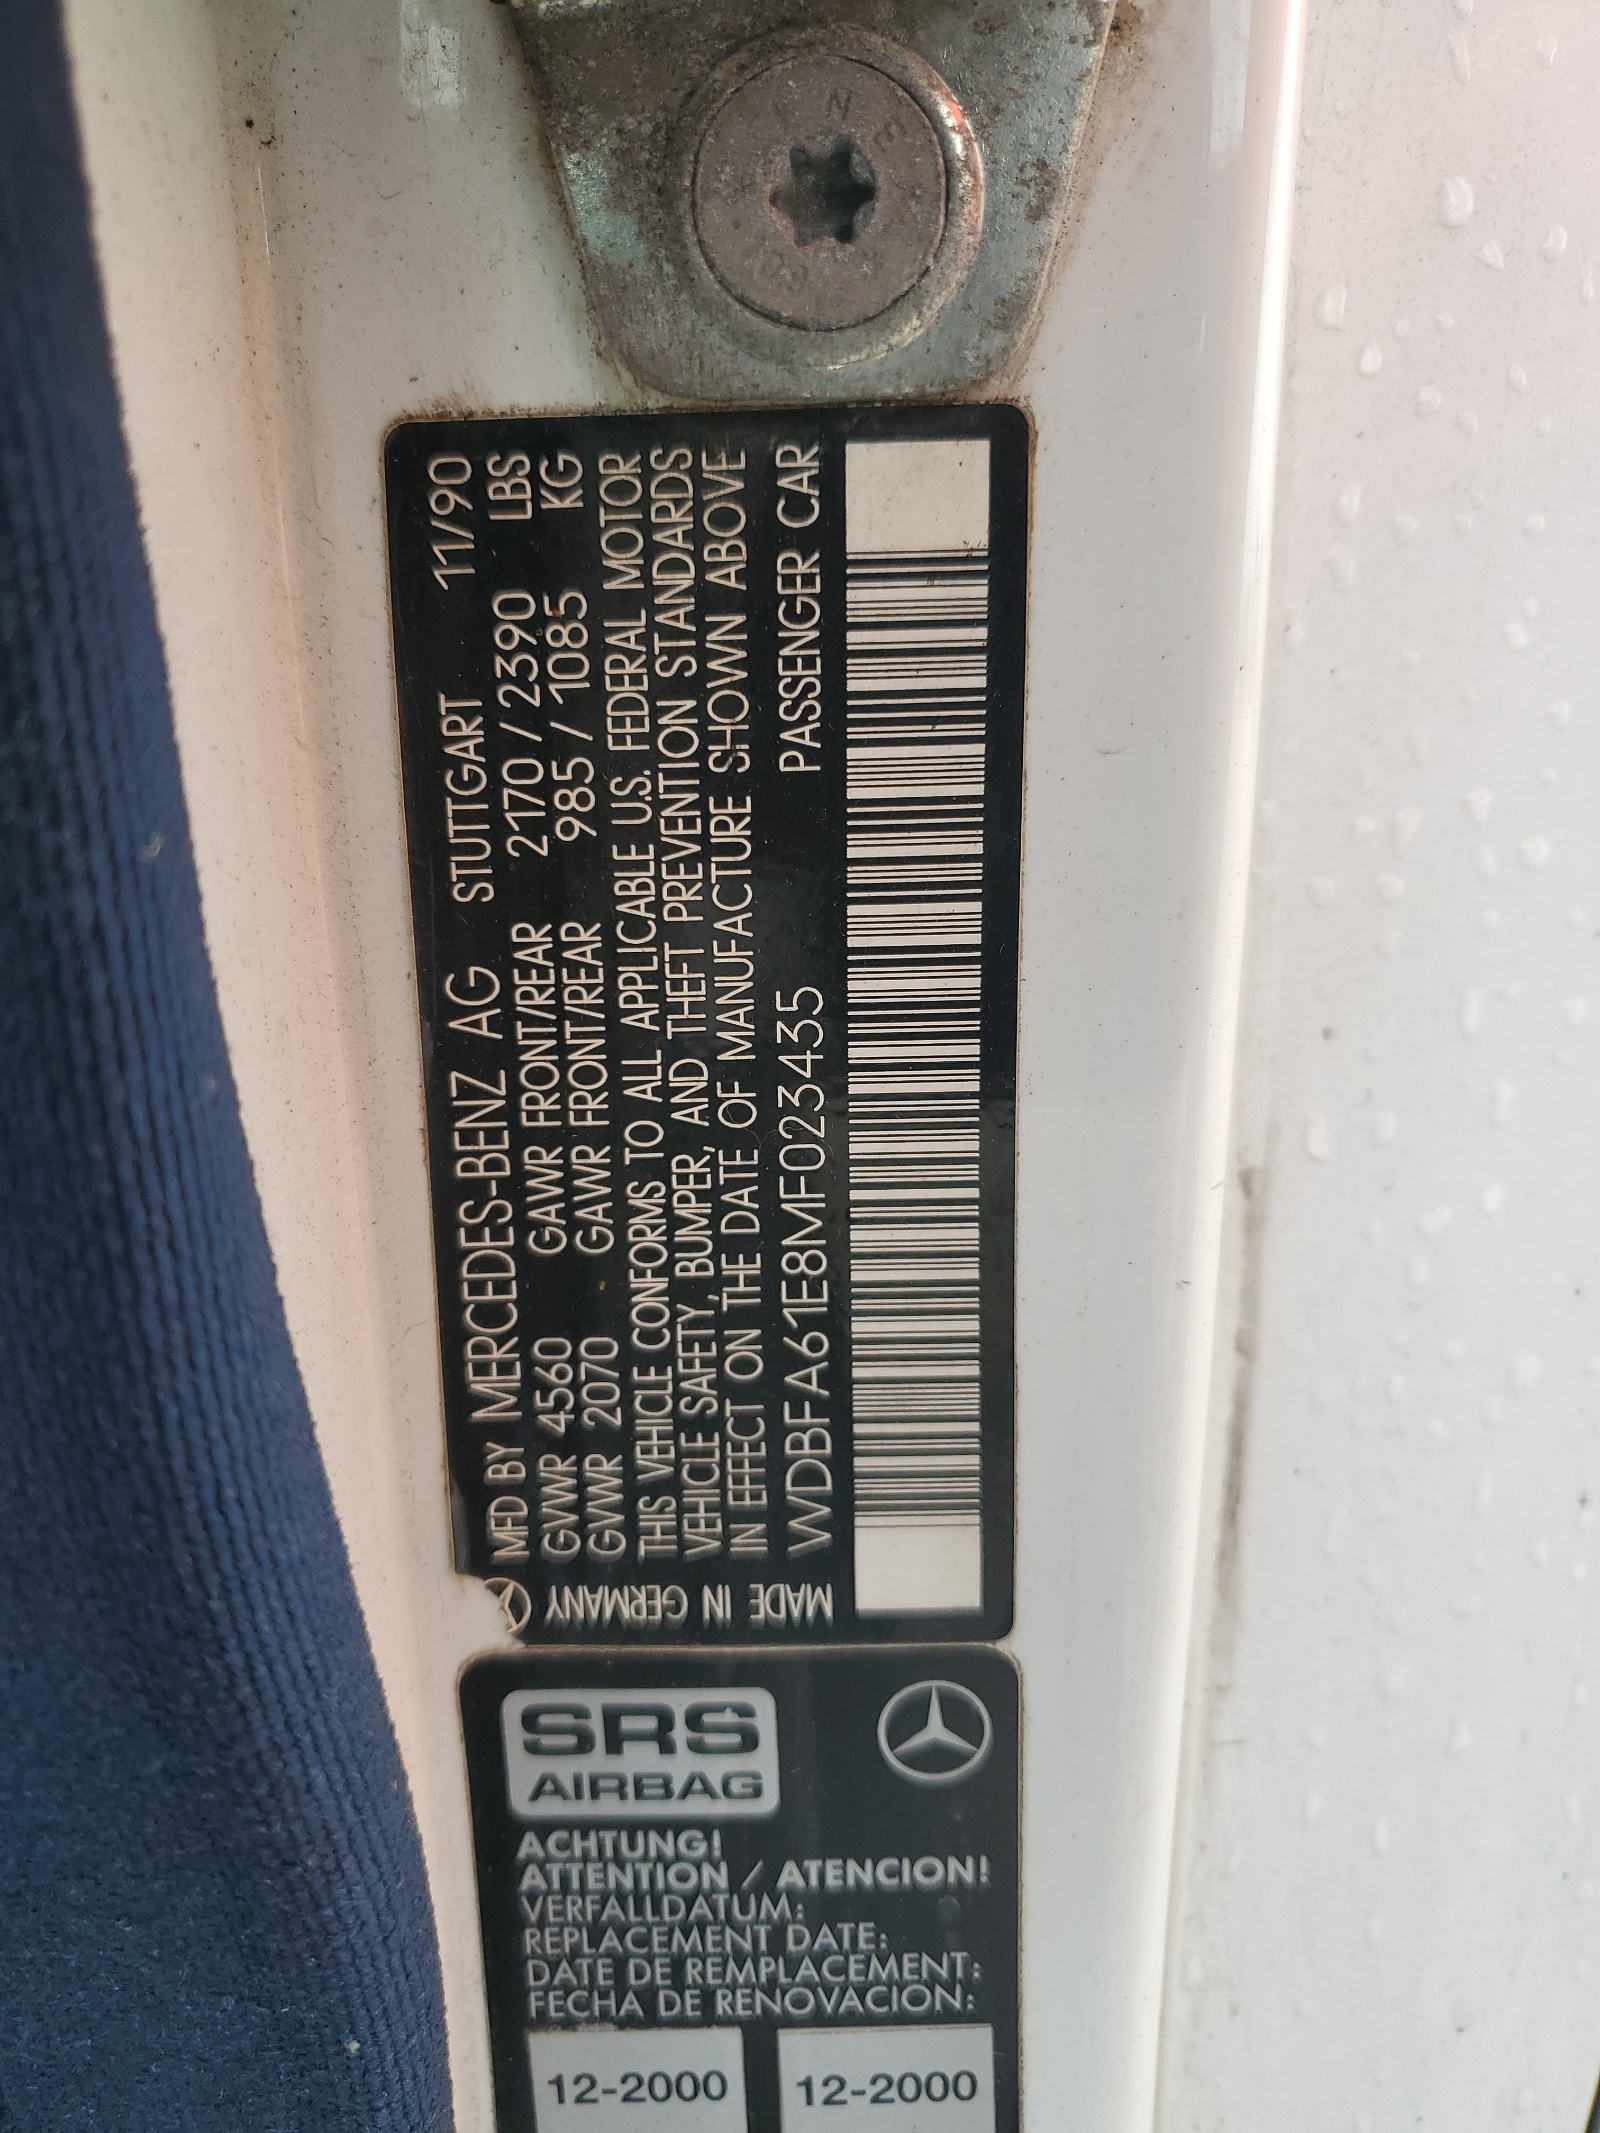 MFD BY MERCEDES-BENZ AG STUTTGART 11/90
GVWR 4560 GAWR FRONT/REAR 2170 / 2390 LBS
GVWR 2070 GAWR FRONT/REAR 985 / 1085 KG
THIS VEHICLE CONFORMS TO ALL APPLICABLE U.S. FEDERAL MOTOR
VEHICLE SAFETY, BUMPER, AND THEFT PREVENTION STANDARDS
IN EFFECT ON THE DATE OF MANUFACTURE SHOWN ABOVE
WDBFA61E8MF023435 PASSENGER CAR
MADE IN GERMANY
SRS
AIRBAG
ACHTUNG!
ATTENTION / ATENCION!
VERFALLDATUM:
REPLACEMENT DATE:
DATE DE REMPLACEMENT:
FECHA DE RENOVACION:
12-2000 12-2000